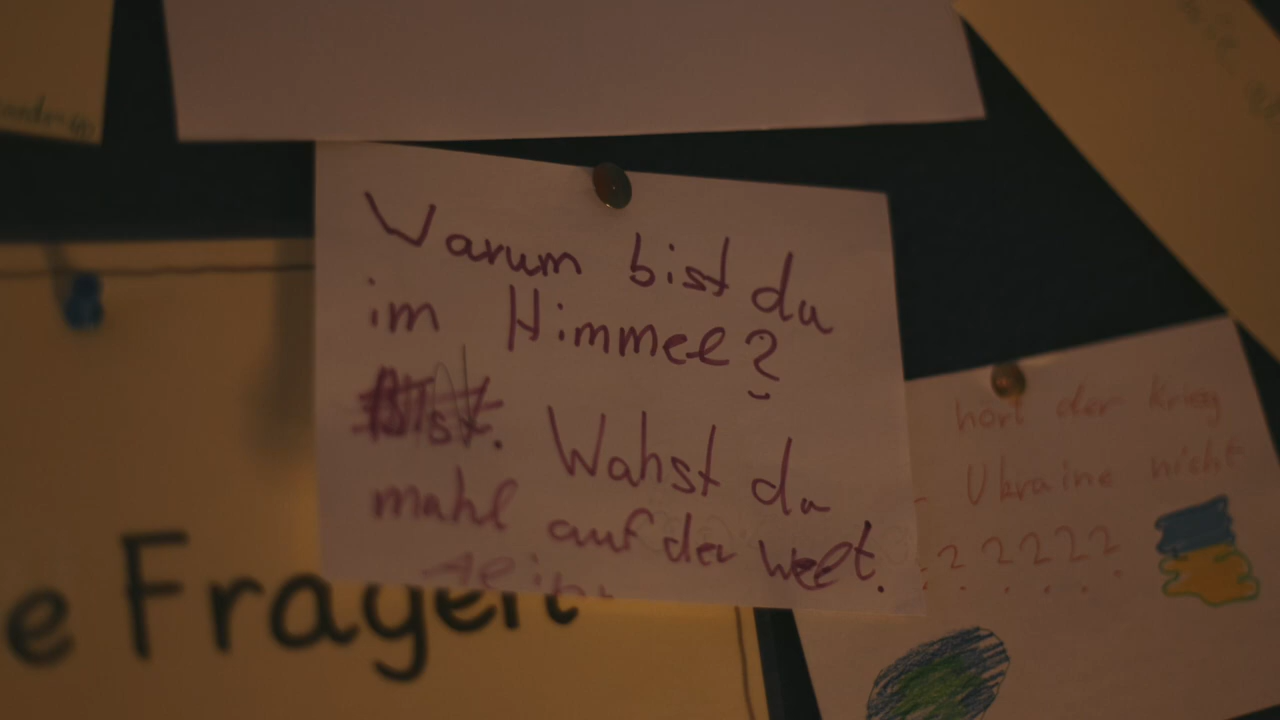 Warum bist du
im Himmel?
Wahst du
mahl auf der Welt.
hört der Krieg
Ukraine nicht
?????
e Fragen